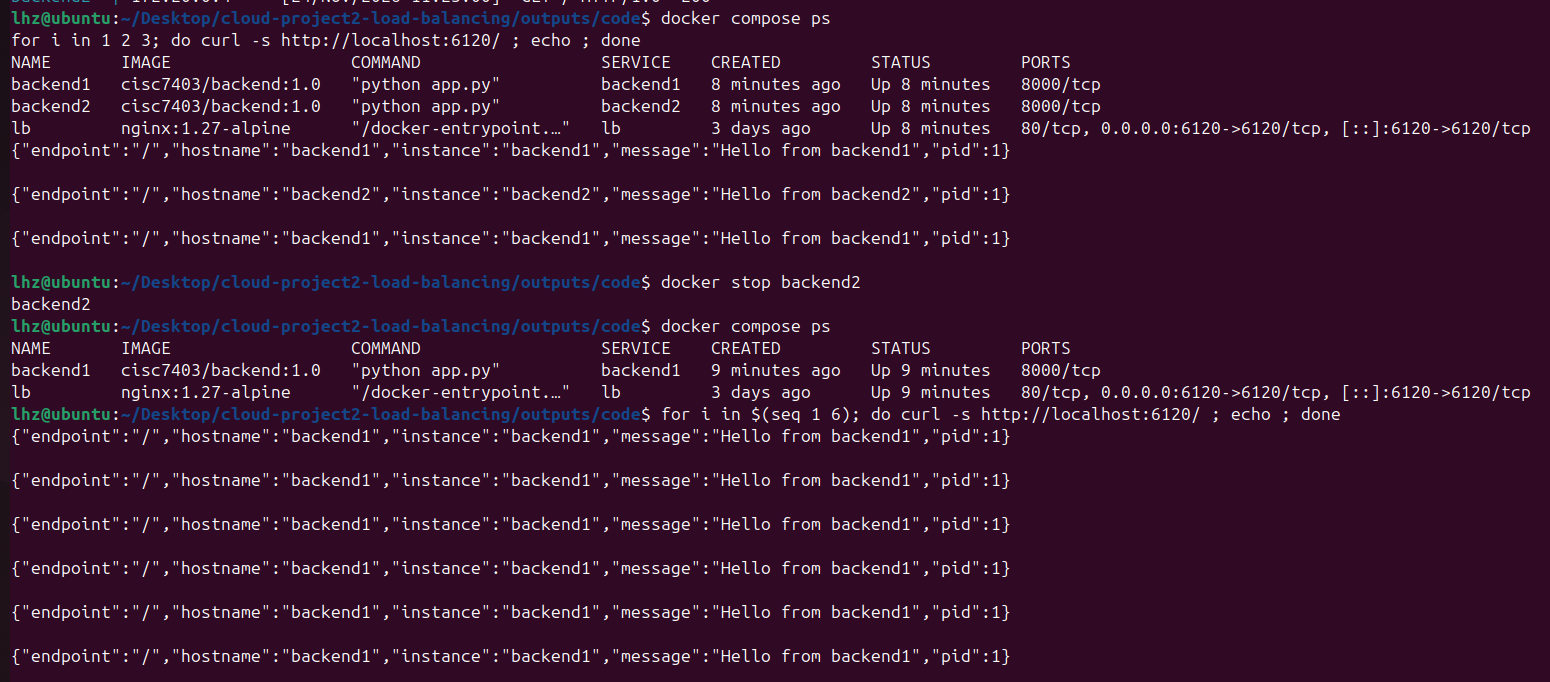 lhz@ubuntu:~/Desktop/cloud-project2-load-balancing/outputs/code$ docker compose ps
for i in 1 2 3; do curl -s http://localhost:6120/ ; echo ; done
NAME IMAGE COMMAND SERVICE CREATED STATUS PORTS
backend1 cisc7403/backend:1.0 "python app.py" backend1 8 minutes ago Up 8 minutes 8000/tcp
backend2 cisc7403/backend:1.0 "python app.py" backend2 8 minutes ago Up 8 minutes 8000/tcp
lb nginx:1.27-alpine "/docker-entrypoint.…" lb 3 days ago Up 8 minutes 80/tcp, 0.0.0.0:6120->6120/tcp, [::]:6120->6120/tcp
{"endpoint":"/","hostname":"backend1","instance":"backend1","message":"Hello from backend1","pid":1}
{"endpoint":"/","hostname":"backend2","instance":"backend2","message":"Hello from backend2","pid":1}
{"endpoint":"/","hostname":"backend1","instance":"backend1","message":"Hello from backend1","pid":1}
lhz@ubuntu:~/Desktop/cloud-project2-load-balancing/outputs/code$ docker stop backend2
backend2
lhz@ubuntu:~/Desktop/cloud-project2-load-balancing/outputs/code$ docker compose ps
NAME IMAGE COMMAND SERVICE CREATED STATUS PORTS
backend1 cisc7403/backend:1.0 "python app.py" backend1 9 minutes ago Up 9 minutes 8000/tcp
lb nginx:1.27-alpine "/docker-entrypoint.…" lb 3 days ago Up 9 minutes 80/tcp, 0.0.0.0:6120->6120/tcp, [::]:6120->6120/tcp
lhz@ubuntu:~/Desktop/cloud-project2-load-balancing/outputs/code$ for i in $(seq 1 6); do curl -s http://localhost:6120/ ; echo ; done
{"endpoint":"/","hostname":"backend1","instance":"backend1","message":"Hello from backend1","pid":1}
{"endpoint":"/","hostname":"backend1","instance":"backend1","message":"Hello from backend1","pid":1}
{"endpoint":"/","hostname":"backend1","instance":"backend1","message":"Hello from backend1","pid":1}
{"endpoint":"/","hostname":"backend1","instance":"backend1","message":"Hello from backend1","pid":1}
{"endpoint":"/","hostname":"backend1","instance":"backend1","message":"Hello from backend1","pid":1}
{"endpoint":"/","hostname":"backend1","instance":"backend1","message":"Hello from backend1","pid":1}